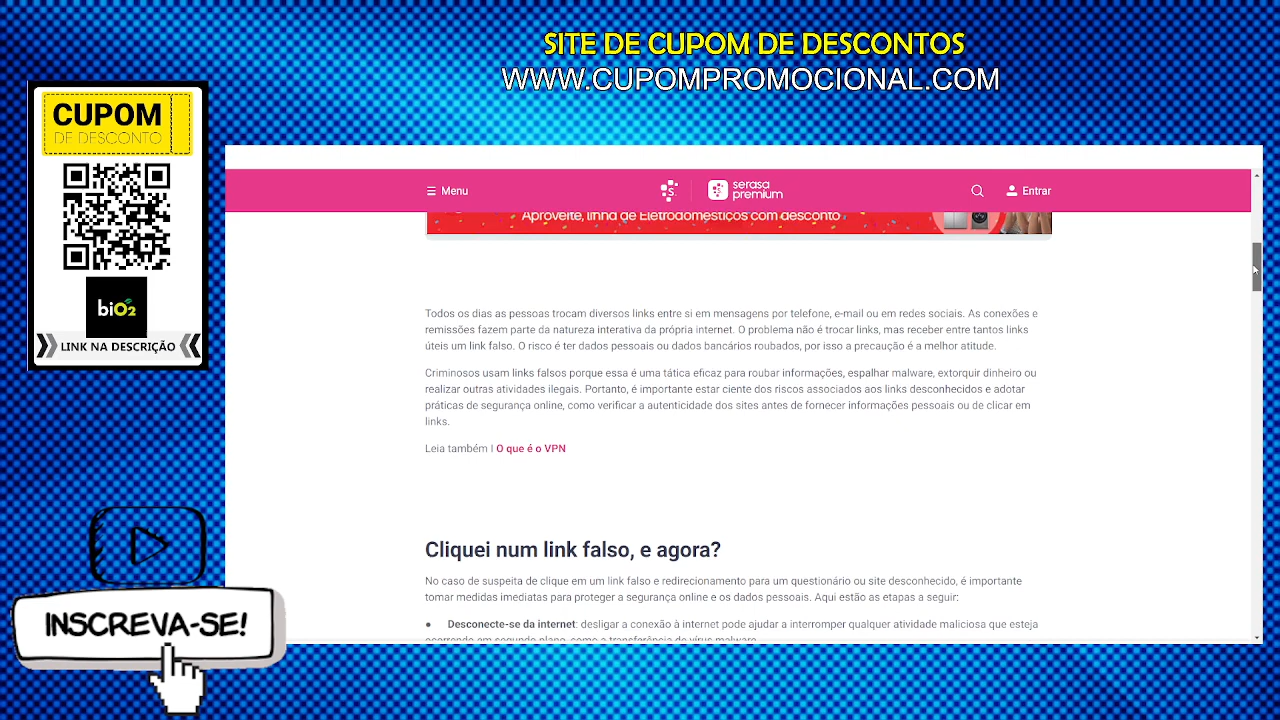 SITE DE CUPOM DE DESCONTOS
WWW.CUPOMPROMOCIONAL.COM
CUPOM
DE DESCONTO
biO2
LINK NA DESCRIÇÃO
INSCREVA-SE!
Menu
serasa
premium
Entrar
Aproveite, linha de Eletrodomésticos com desconto
Todos os dias as pessoas trocam diversos links entre si em mensagens por telefone, e-mail ou em redes sociais. As conexões e
remissões fazem parte da natureza interativa da própria internet. O problema não é trocar links, mas receber entre tantos links
úteis um link falso. O risco é ter dados pessoais ou dados bancários roubados, por isso a precaução é a melhor atitude.
Criminosos usam links falsos porque essa é uma tática eficaz para roubar informações, espalhar malware, extorquir dinheiro ou
realizar outras atividades ilegais. Portanto, é importante estar ciente dos riscos associados aos links desconhecidos e adotar
práticas de segurança online, como verificar a autenticidade dos sites antes de fornecer informações pessoais ou de clicar em
links.
Leia também | O que é o VPN
Cliquei num link falso, e agora?
No caso de suspeita de clique em um link falso e redirecionamento para um questionário ou site desconhecido, é importante
tomar medidas imediatas para proteger a segurança online e os dados pessoais. Aqui estão as etapas a seguir:
● Desconecte-se da internet: desligar a conexão à internet pode ajudar a interromper qualquer atividade maliciosa que esteja
ocorrendo em segundo plano, como a transferência de vírus malware.